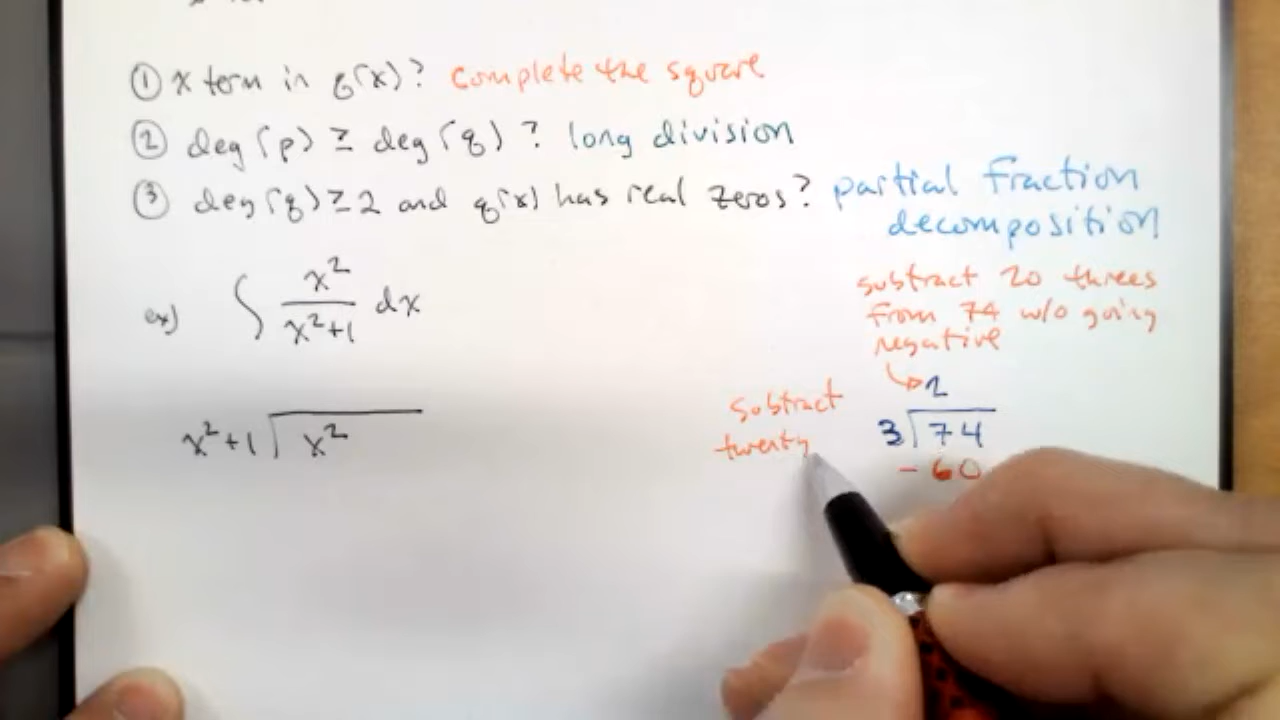 ① x term in q(x)? complete the square
② deg(p) ≥ deg(q)? long division
③ deg(q) ≥ 2 and q(x) has real zeros? partial fraction
decomposition
ex) ∫ x²/(x²+1) dx
subtract 20 threes
from 74 w/o going
negative
↳ 2
3 ⟌ 74
- 60
subtract
twenty
x²+1 ⟌ x²